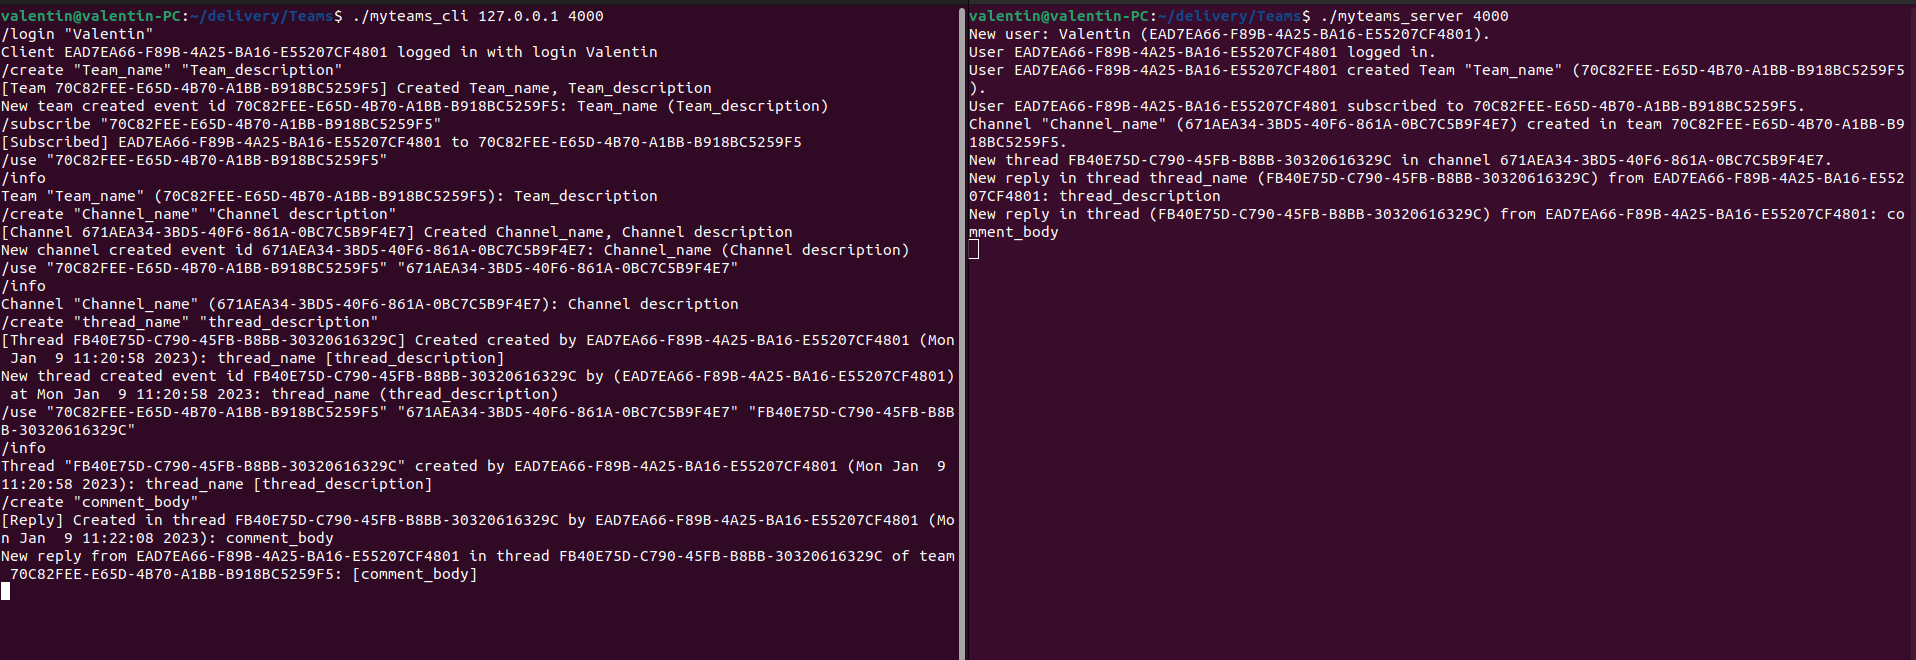 valentin@valentin-PC:~/delivery/Teams$ ./myteams_cli 127.0.0.1 4000
/login "Valentin"
Client EAD7EA66-F89B-4A25-BA16-E55207CF4801 logged in with login Valentin
/create "Team_name" "Team_description"
[Team 70C82FEE-E65D-4B70-A1BB-B918BC5259F5] Created Team_name, Team_description
New team created event id 70C82FEE-E65D-4B70-A1BB-B918BC5259F5: Team_name (Team_description)
/subscribe "70C82FEE-E65D-4B70-A1BB-B918BC5259F5"
[Subscribed] EAD7EA66-F89B-4A25-BA16-E55207CF4801 to 70C82FEE-E65D-4B70-A1BB-B918BC5259F5
/use "70C82FEE-E65D-4B70-A1BB-B918BC5259F5"
/info
Team "Team_name" (70C82FEE-E65D-4B70-A1BB-B918BC5259F5): Team_description
/create "Channel_name" "Channel description"
[Channel 671AEA34-3BD5-40F6-861A-0BC7C5B9F4E7] Created Channel_name, Channel description
New channel created event id 671AEA34-3BD5-40F6-861A-0BC7C5B9F4E7: Channel_name (Channel description)
/use "70C82FEE-E65D-4B70-A1BB-B918BC5259F5" "671AEA34-3BD5-40F6-861A-0BC7C5B9F4E7"
/info
Channel "Channel_name" (671AEA34-3BD5-40F6-861A-0BC7C5B9F4E7): Channel description
/create "thread_name" "thread_description"
[Thread FB40E75D-C790-45FB-B8BB-30320616329C] Created created by EAD7EA66-F89B-4A25-BA16-E55207CF4801 (Mon
 Jan  9 11:20:58 2023): thread_name [thread_description]
New thread created event id FB40E75D-C790-45FB-B8BB-30320616329C by (EAD7EA66-F89B-4A25-BA16-E55207CF4801)
 at Mon Jan  9 11:20:58 2023: thread_name (thread_description)
/use "70C82FEE-E65D-4B70-A1BB-B918BC5259F5" "671AEA34-3BD5-40F6-861A-0BC7C5B9F4E7" "FB40E75D-C790-45FB-B8B
B-30320616329C"
/info
Thread "FB40E75D-C790-45FB-B8BB-30320616329C" created by EAD7EA66-F89B-4A25-BA16-E55207CF4801 (Mon Jan  9
11:20:58 2023): thread_name [thread_description]
/create "comment_body"
[Reply] Created in thread FB40E75D-C790-45FB-B8BB-30320616329C by EAD7EA66-F89B-4A25-BA16-E55207CF4801 (Mo
n Jan  9 11:22:08 2023): comment_body
New reply from EAD7EA66-F89B-4A25-BA16-E55207CF4801 in thread FB40E75D-C790-45FB-B8BB-30320616329C of team
 70C82FEE-E65D-4B70-A1BB-B918BC5259F5: [comment_body]
valentin@valentin-PC:~/delivery/Teams$ ./myteams_server 4000
New user: Valentin (EAD7EA66-F89B-4A25-BA16-E55207CF4801).
User EAD7EA66-F89B-4A25-BA16-E55207CF4801 logged in.
User EAD7EA66-F89B-4A25-BA16-E55207CF4801 created Team "Team_name" (70C82FEE-E65D-4B70-A1BB-B918BC5259F5
).
User EAD7EA66-F89B-4A25-BA16-E55207CF4801 subscribed to 70C82FEE-E65D-4B70-A1BB-B918BC5259F5.
Channel "Channel_name" (671AEA34-3BD5-40F6-861A-0BC7C5B9F4E7) created in team 70C82FEE-E65D-4B70-A1BB-B9
18BC5259F5.
New thread FB40E75D-C790-45FB-B8BB-30320616329C in channel 671AEA34-3BD5-40F6-861A-0BC7C5B9F4E7.
New reply in thread thread_name (FB40E75D-C790-45FB-B8BB-30320616329C) from EAD7EA66-F89B-4A25-BA16-E552
07CF4801: thread_description
New reply in thread (FB40E75D-C790-45FB-B8BB-30320616329C) from EAD7EA66-F89B-4A25-BA16-E55207CF4801: co
mment_body